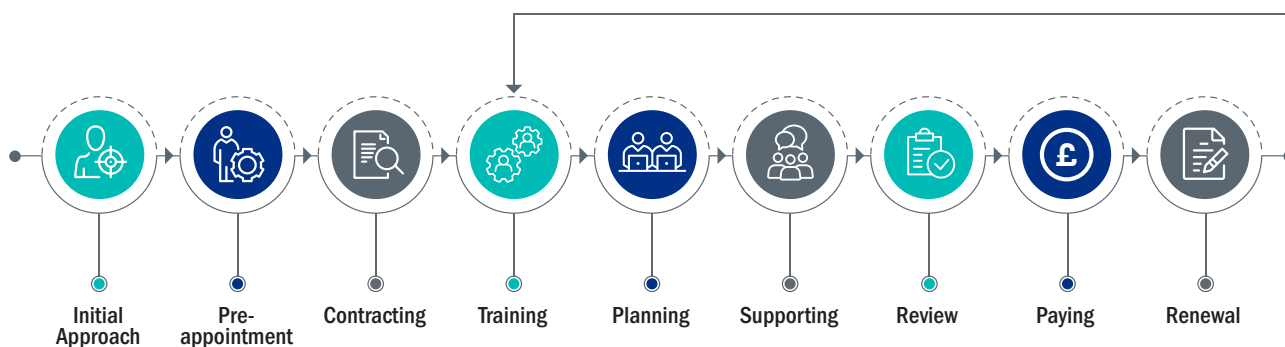 £
Initial
Approach
Pre-
appointment
Contracting
Training
Planning
Supporting
Review
Paying
Renewal